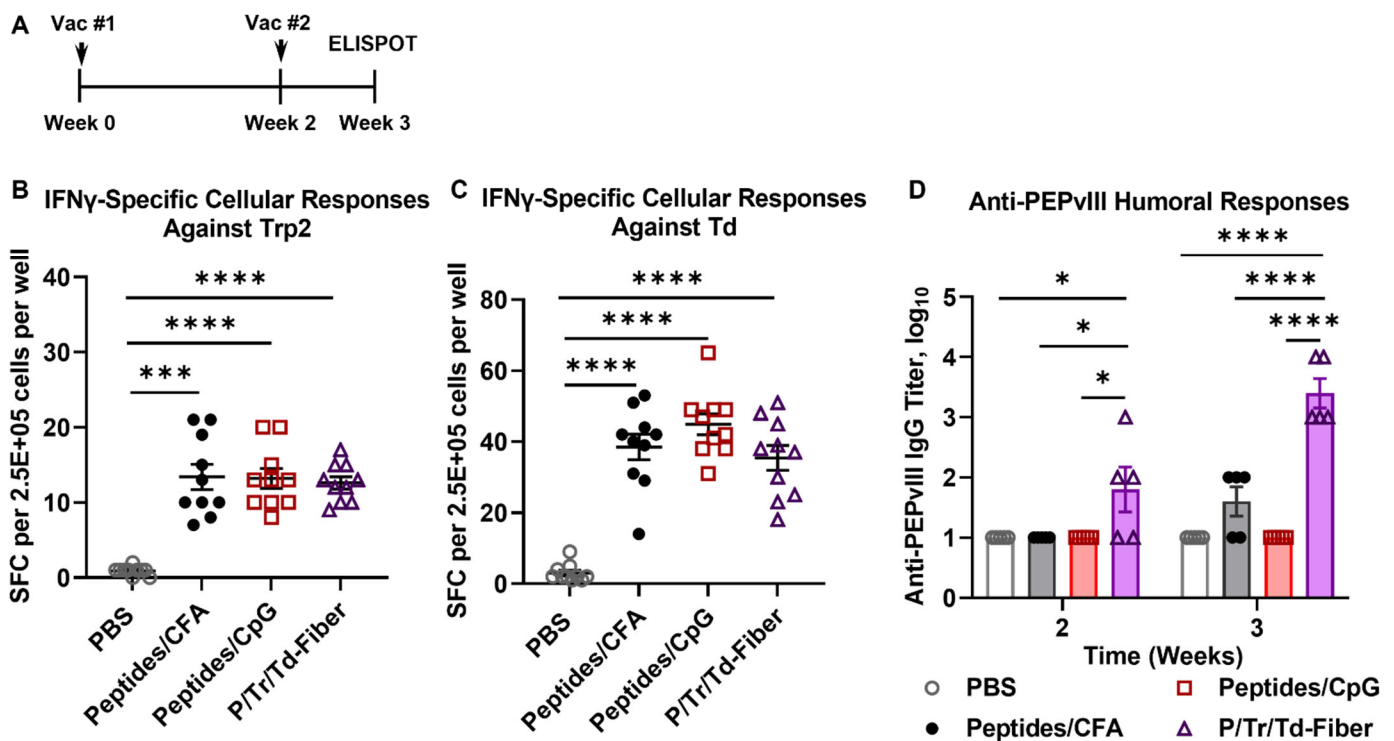 A
Vac #1
Vac #2
ELISPOT
Week 0
Week 2
Week 3
B
IFNγ-Specific Cellular Responses
Against Trp2
SFC per 2.5E+05 cells per well
40
30
20
10
0
****
****
***
PBS
Peptides/CFA
Peptides/CpG
P/Tr/Td-Fiber
C
IFNγ-Specific Cellular Responses
Against Td
SFC per 2.5E+05 cells per well
80
60
40
20
0
****
****
****
PBS
Peptides/CFA
Peptides/CpG
P/Tr/Td-Fiber
D
Anti-PEPvIII Humoral Responses
Anti-PEPvIII IgG Titer, log₁₀
5
4
3
2
1
0
*
*
*
****
****
****
2
3
Time (Weeks)
PBS
Peptides/CpG
Peptides/CFA
P/Tr/Td-Fiber